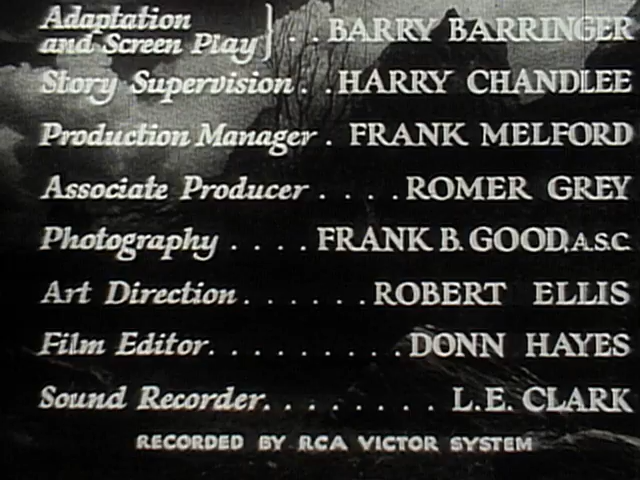 Adaptation
and Screen Play } . . BARRY BARRINGER
Story Supervision . . HARRY CHANDLEE
Production Manager . FRANK MELFORD
Associate Producer . . . . ROMER GREY
Photography . . . . FRANK B. GOOD, A.S.C.
Art Direction . . . . . . ROBERT ELLIS
Film Editor. . . . . . . . . . DONN HAYES
Sound Recorder. . . . . . . . L.E. CLARK
RECORDED BY RCA VICTOR SYSTEM